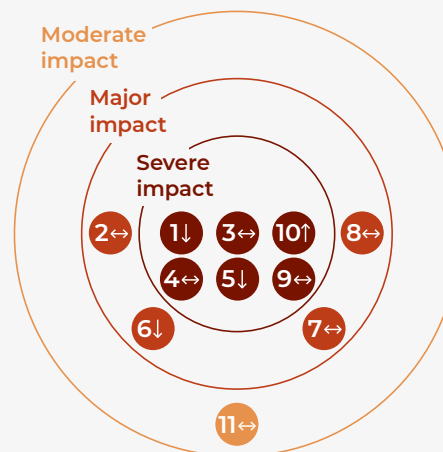 Moderate
impact
Major
impact
Severe
impact
2↔ 1↓ 3↔ 10↑ 8↔
4↔ 5↓ 9↔
6↓ 7↔
11↔